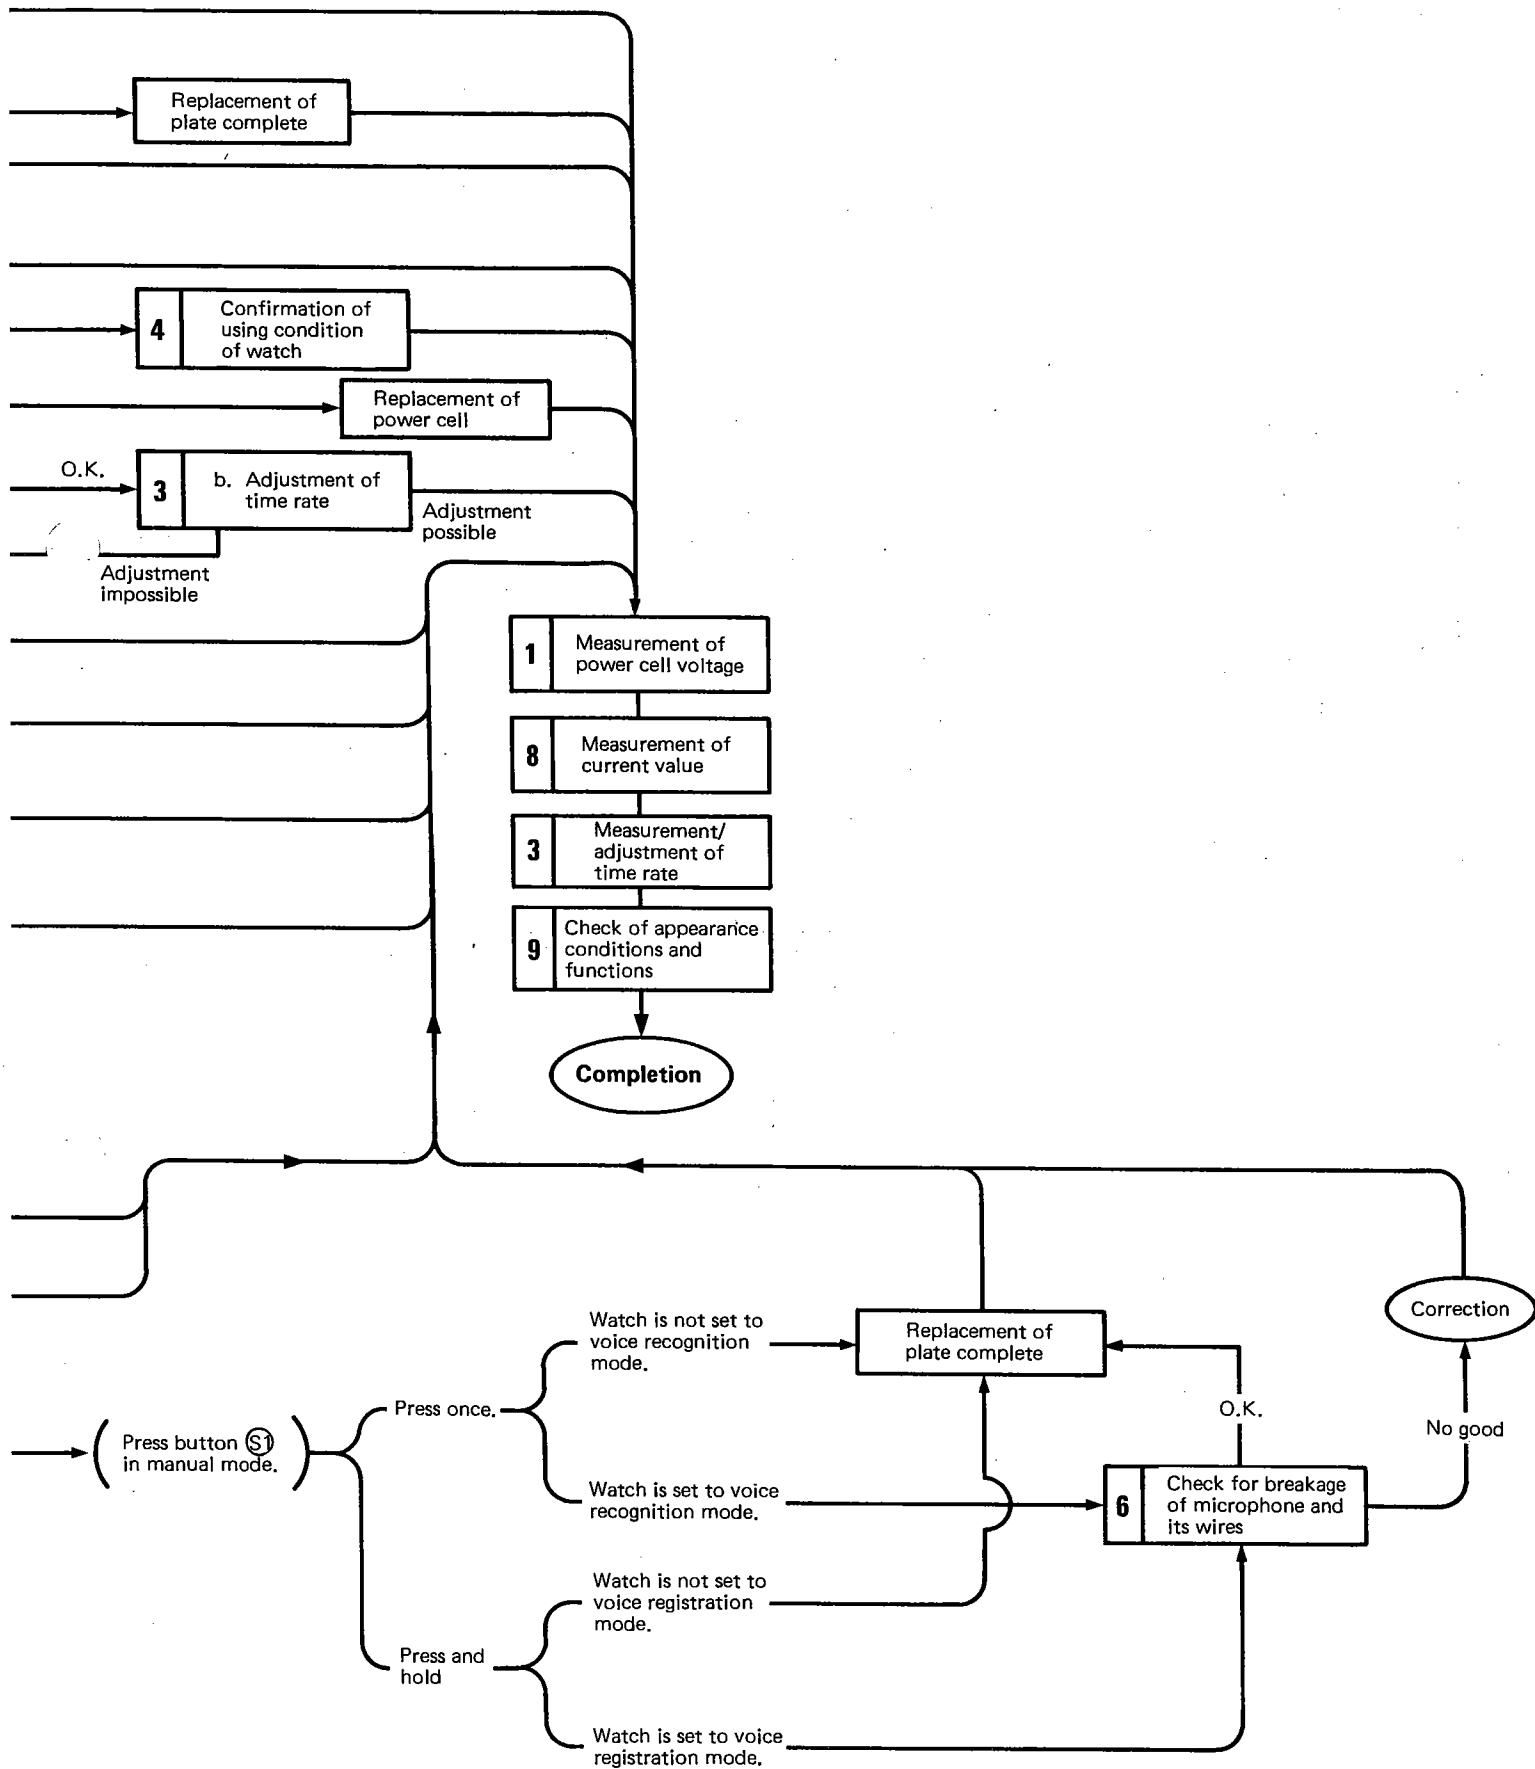 Replacement of
plate complete
4
Confirmation of
using condition
of watch
Replacement of
power cell
O.K.
3
b. Adjustment of
time rate
Adjustment
possible
Adjustment
impossible
1
Measurement of
power cell voltage
8
Measurement of
current value
3
Measurement/
adjustment of
time rate
9
Check of appearance
conditions and
functions
Completion
Correction
Watch is not set to
voice recognition
mode.
Replacement of
plate complete
Press once.
O.K.
No good
Press button S1
in manual mode.
Watch is set to voice
recognition mode.
6
Check for breakage
of microphone and
its wires
Watch is not set to
voice registration
mode.
Press and
hold
Watch is set to voice
registration mode.